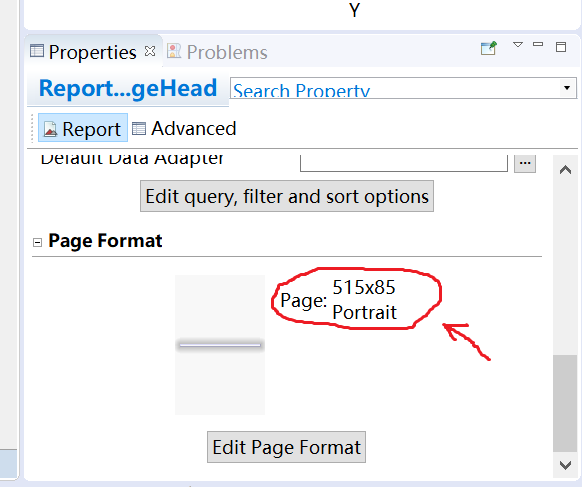 Y
Properties
Problems
Report...geHead
Search Property
Report
Advanced
Default Data Adapter
...
Edit query, filter and sort options
Page Format
Page: 515x85
Portrait
Edit Page Format